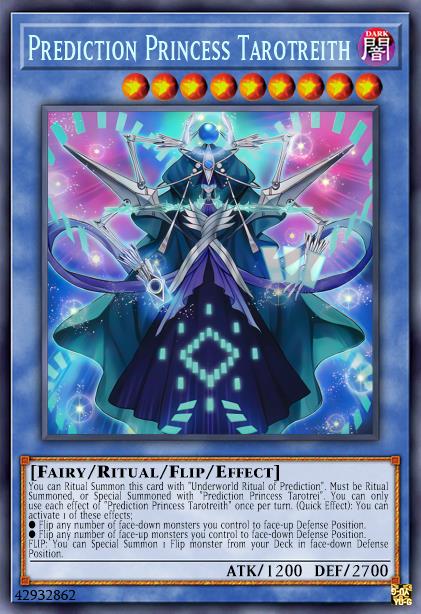 PREDICTION PRINCESS TAROTREITH
DARK
闇
[FAIRY/RITUAL/FLIP/EFFECT]
You can Ritual Summon this card with "Underworld Ritual of Prediction". Must be Ritual
Summoned, or Special Summoned with "Prediction Princess Tarotrei". You can only
use each effect of "Prediction Princess Tarotreith" once per turn. (Quick Effect): You can
activate 1 of these effects;
● Flip any number of face-down monsters you control to face-up Defense Position.
● Flip any number of face-up monsters you control to face-down Defense Position.
FLIP: You can Special Summon 1 Flip monster from your Deck in face-down Defense
Position.
ATK/1200 DEF/2700
42932862